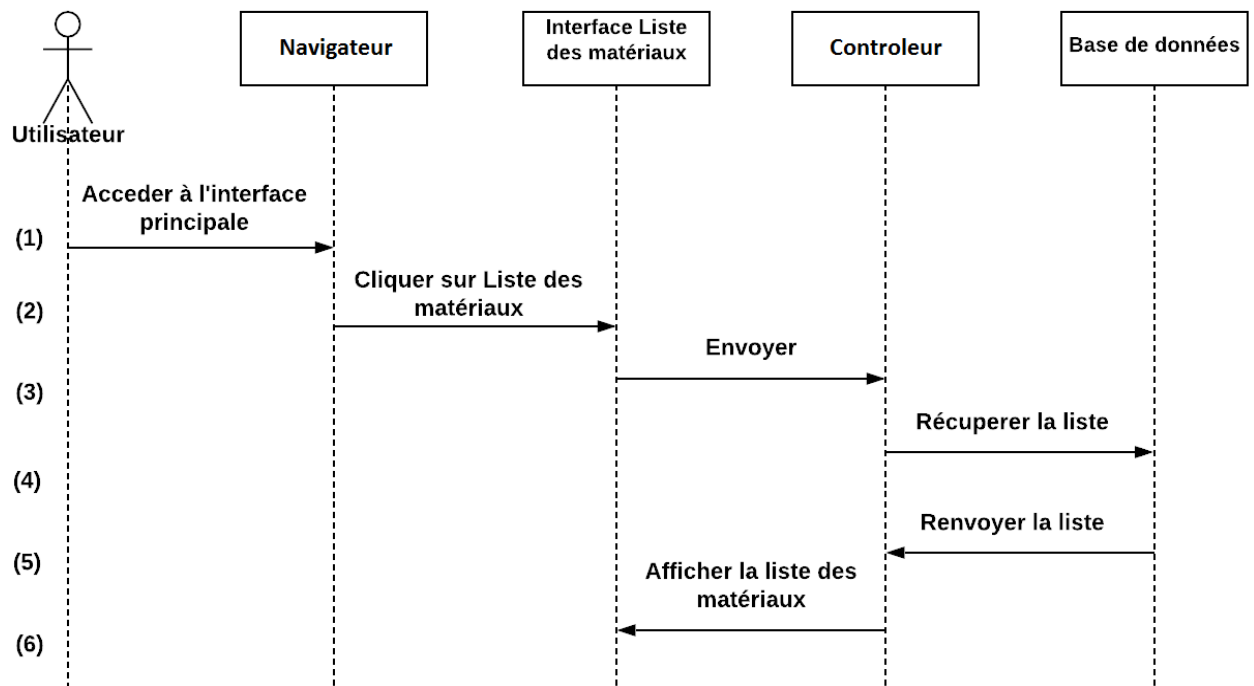 Navigateur
Interface Liste
des matériaux
Controleur
Base de données
Utilisateur
Acceder à l'interface
principale
(1)
Cliquer sur Liste des
matériaux
(2)
Envoyer
(3)
Récuperer la liste
(4)
Renvoyer la liste
(5)
Afficher la liste des
matériaux
(6)